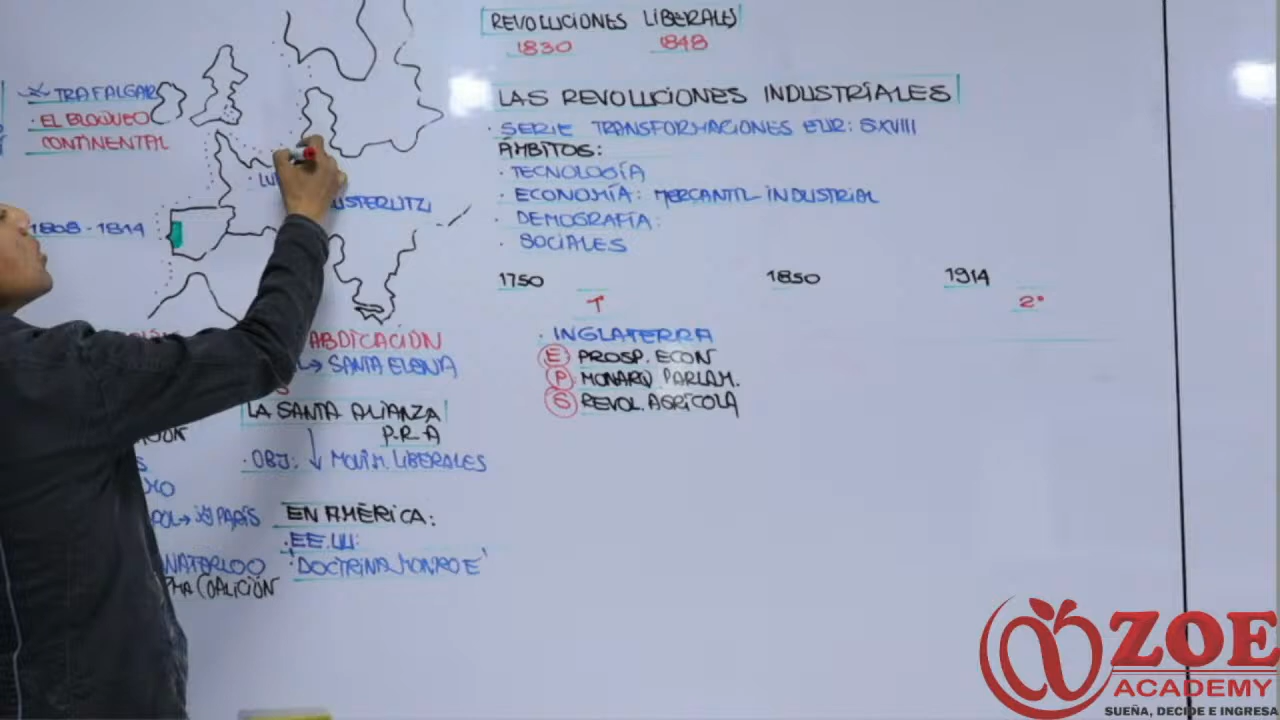 REVOLUCIONES LIBERALES
1830 1848
TRAFALGAR
EL BLOQUEO
CONTINENTAL
1808 - 1814
ABDICACIÓN
SANTA ELENA
LA SANTA ALIANZA
P.R.A
OBJ: ↓ MOVIM. LIBERALES
PARÍS
EN AMÉRICA:
EE.UU:
WATERLOO
"DOCTRINA MONROE"
COALICIÓN
LAS REVOLUCIONES INDUSTRIALES
· SERIE TRANSFORMACIONES EUR: S.XVIII
ÁMBITOS:
· TECNOLOGÍA
· ECONOMÍA: MERCANTIL-INDUSTRIAL
· DEMOGRAFÍA:
· SOCIALES
1750 1850 1914
1° 2°
· INGLATERRA
E PROSP. ECON
P MONARQ. PARLAM.
S REVOL. AGRÍCOLA
ZOE
ACADEMY
SUEÑA, DECIDE E INGRESA